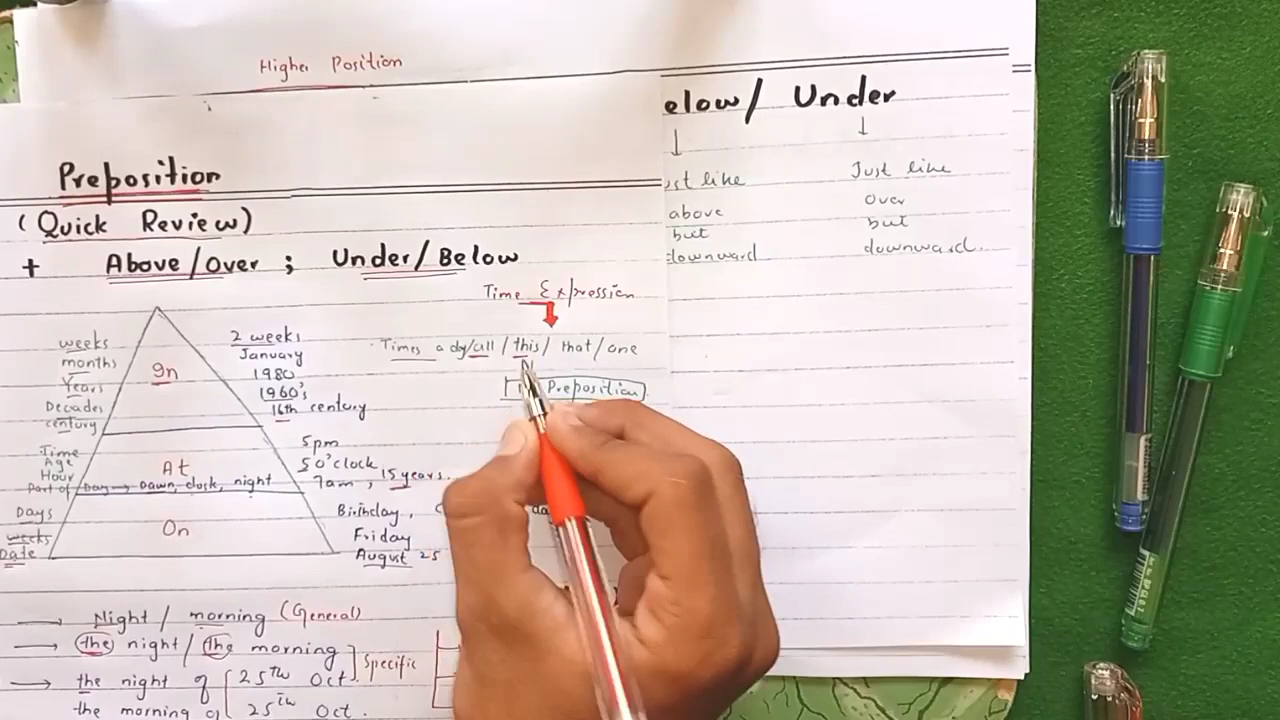 Higher Position
elow/ Under
Just like
over
but
downward
ust like
above
but
downward
Preposition
(Quick Review)
+ Above/Over ; Under/Below
Time Expression
Times a dy/all / this / that / one
Preposition
weeks
months
Years
Decades
century
In
2 weeks
January
1980
1960's
16th century
Time
Age
Hour
Part of Day → Dawn, dusk, night
At
5pm
5 o'clock
7am , 15 years
Days
weeks
Date
On
Birthday ,
Friday
August 25
→ Night / morning (General)
→ the night / the morning
→ the night of 25th Oct.
the morning of 25th Oct.
Specific